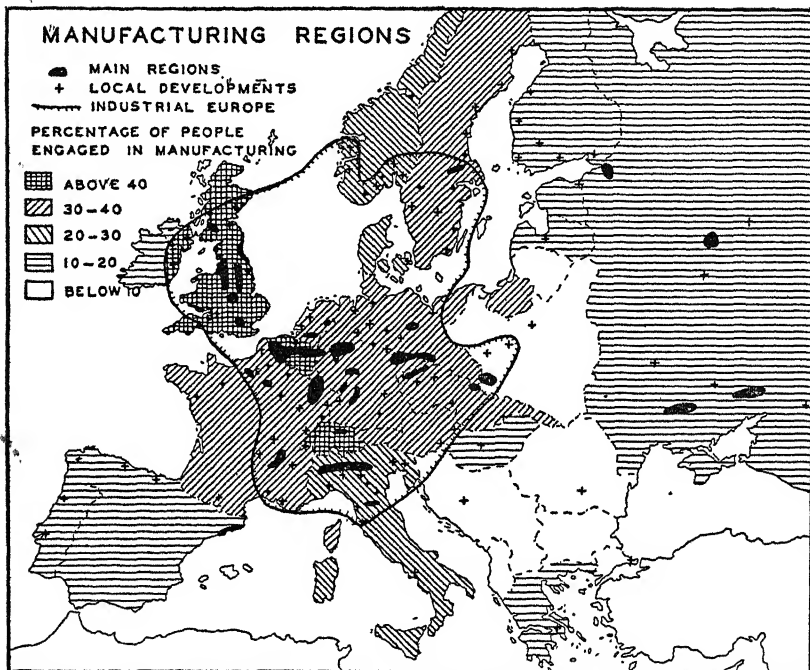 MANUFACTURING REGIONS
MAIN REGIONS
+ LOCAL DEVELOPMENTS
INDUSTRIAL EUROPE
PERCENTAGE OF PEOPLE
ENGAGED IN MANUFACTURING
ABOVE 40
30-40
20-30
10-20
BELOW 10